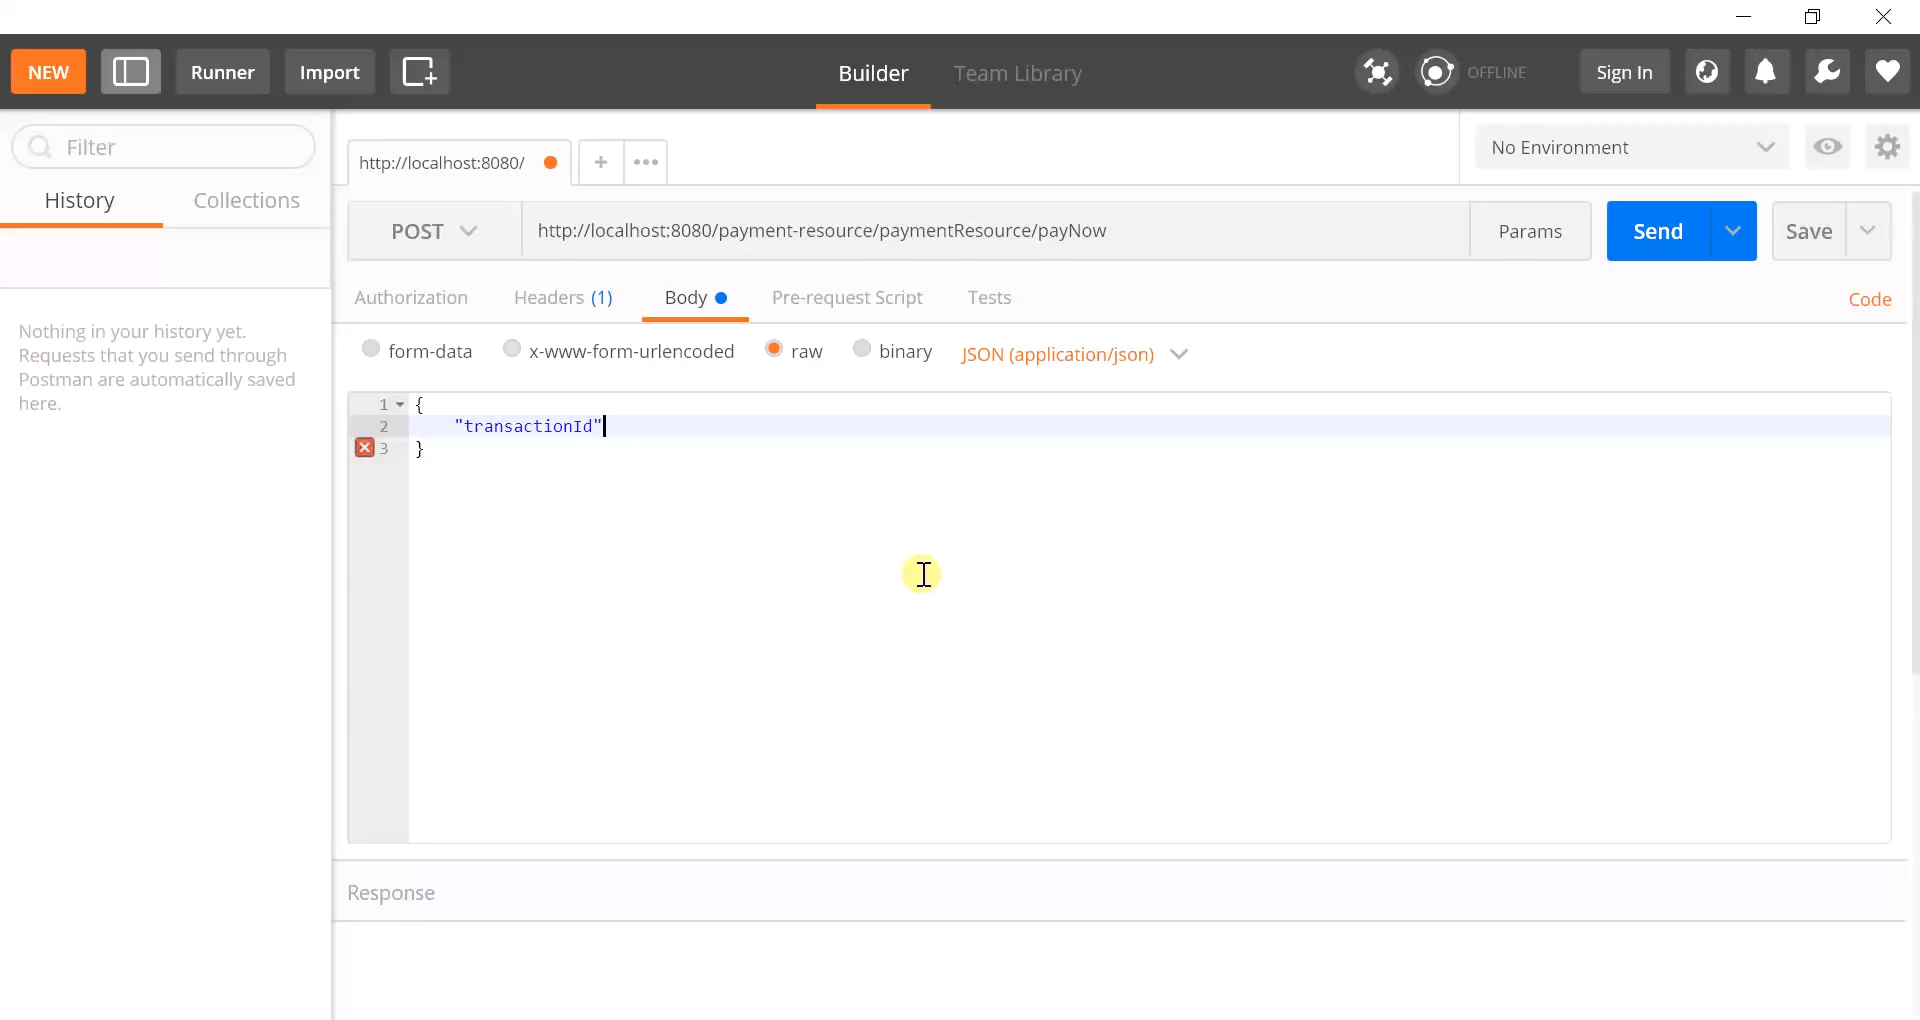 NEW
Runner
Import
Builder
Team Library
OFFLINE
Sign In
Filter
History
Collections
Nothing in your history yet.
Requests that you send through
Postman are automatically saved
here.
http://localhost:8080/
+
•••
No Environment
POST
http://localhost:8080/payment-resource/paymentResource/payNow
Params
Send
Save
Authorization
Headers (1)
Body
Pre-request Script
Tests
Code
form-data
x-www-form-urlencoded
raw
binary
JSON (application/json)
1 {
2 "transactionId"
3 }
Response